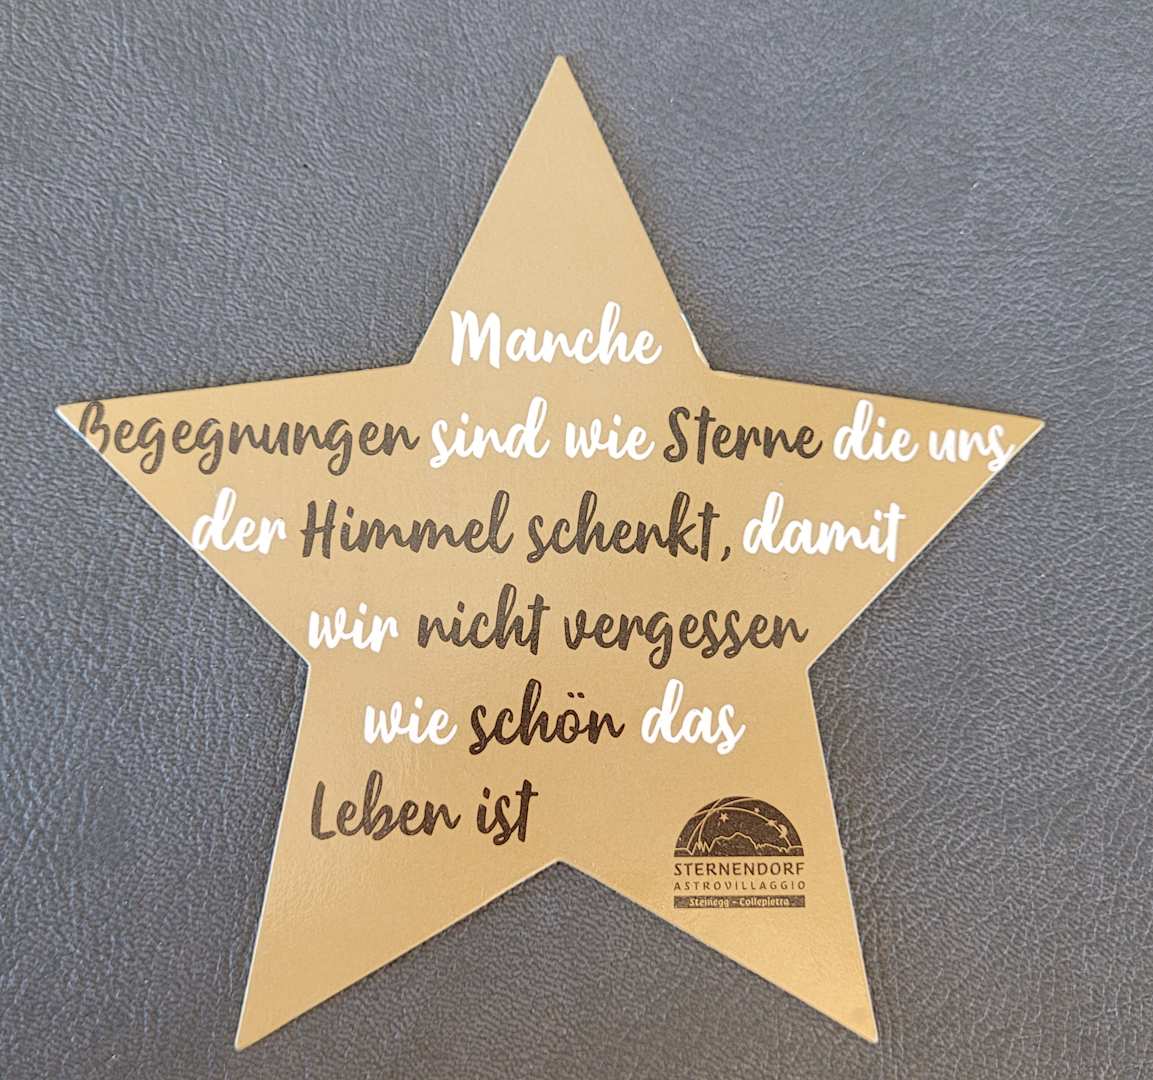 Manche
Begegnungen sind wie Sterne die uns
der Himmel schenkt, damit
wir nicht vergessen
wie schön das
Leben ist
STERNENDORF
ASTROVILLAGGIO
Steinegg - Collepietra